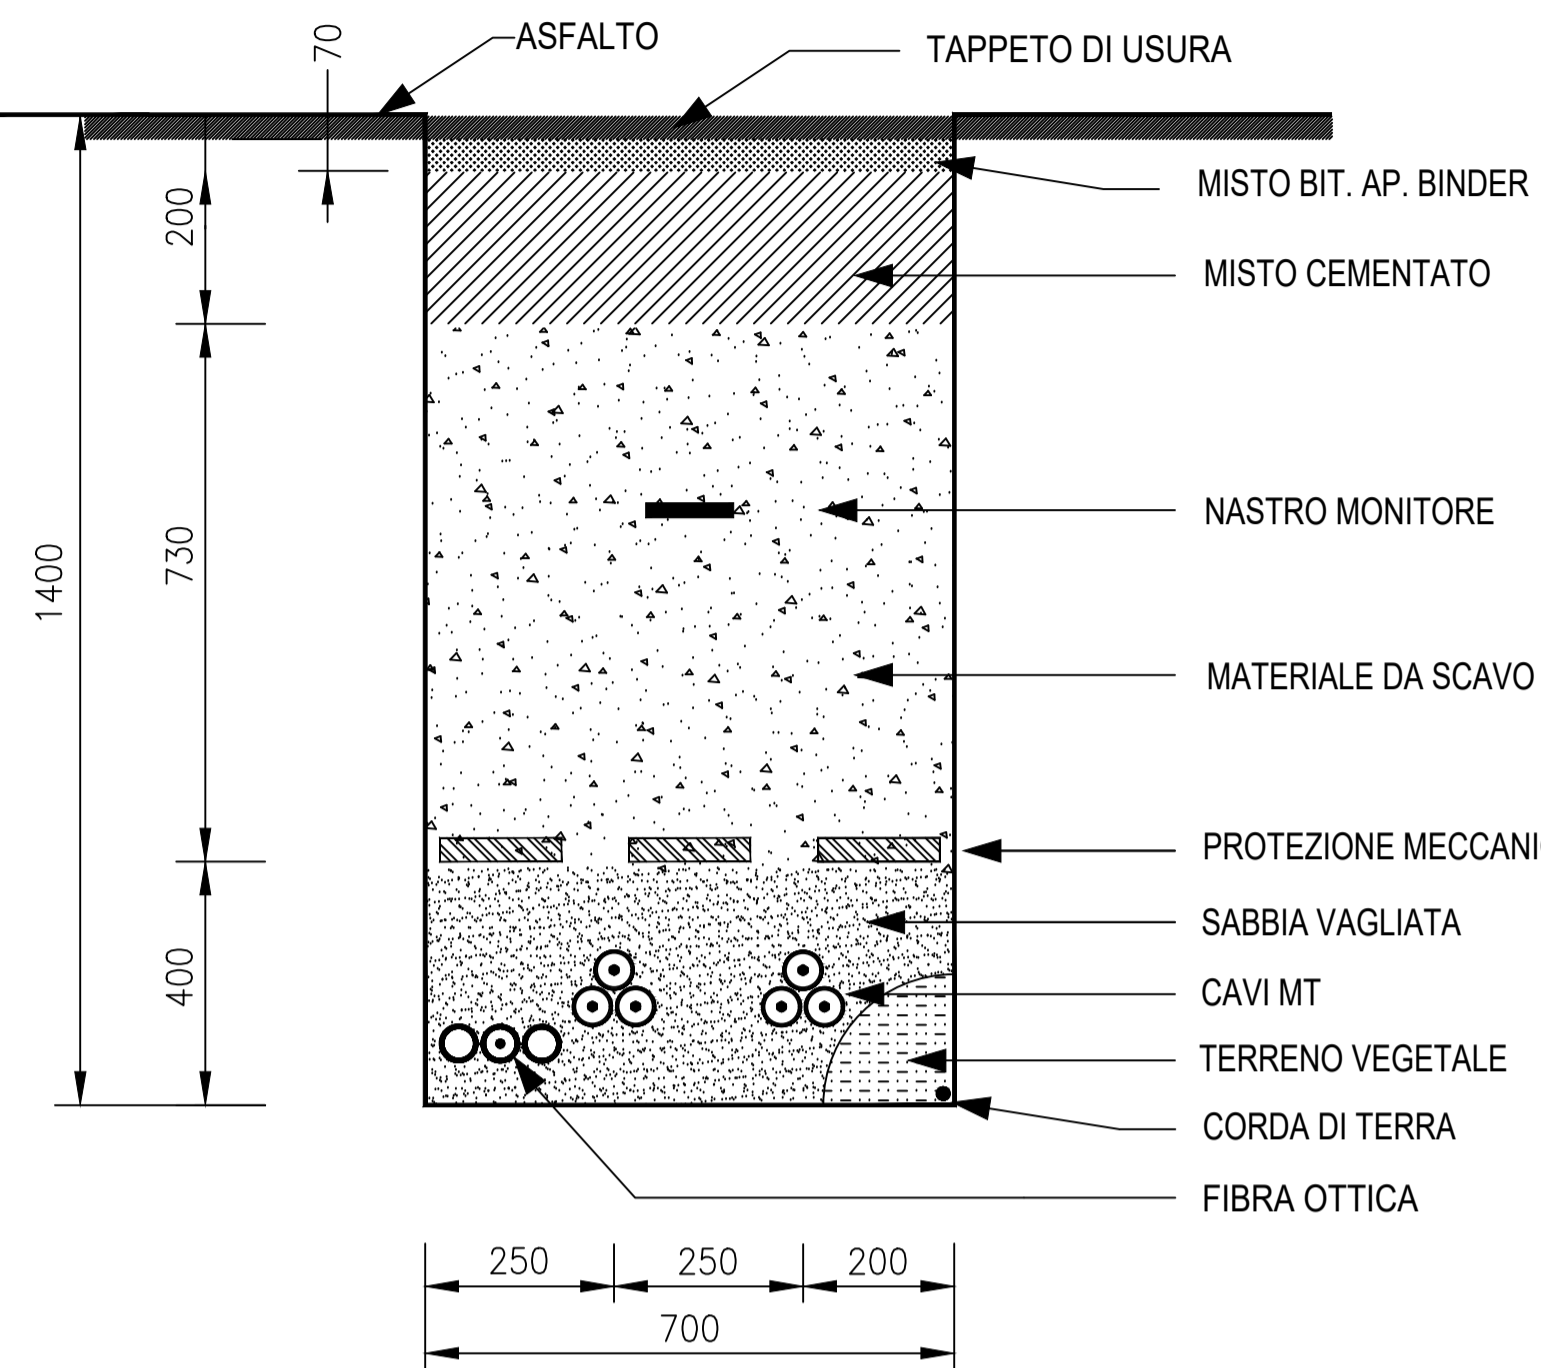 70
ASFALTO
TAPPETO DI USURA
MISTO BIT. AP. BINDER
200
MISTO CEMENTATO
NASTRO MONITORE
730
1400
MATERIALE DA SCAVO
PROTEZIONE MECCANI
SABBIA VAGLIATA
400
CAVI MT
TERRENO VEGETALE
CORDA DI TERRA
FIBRA OTTICA
250 250 200
700